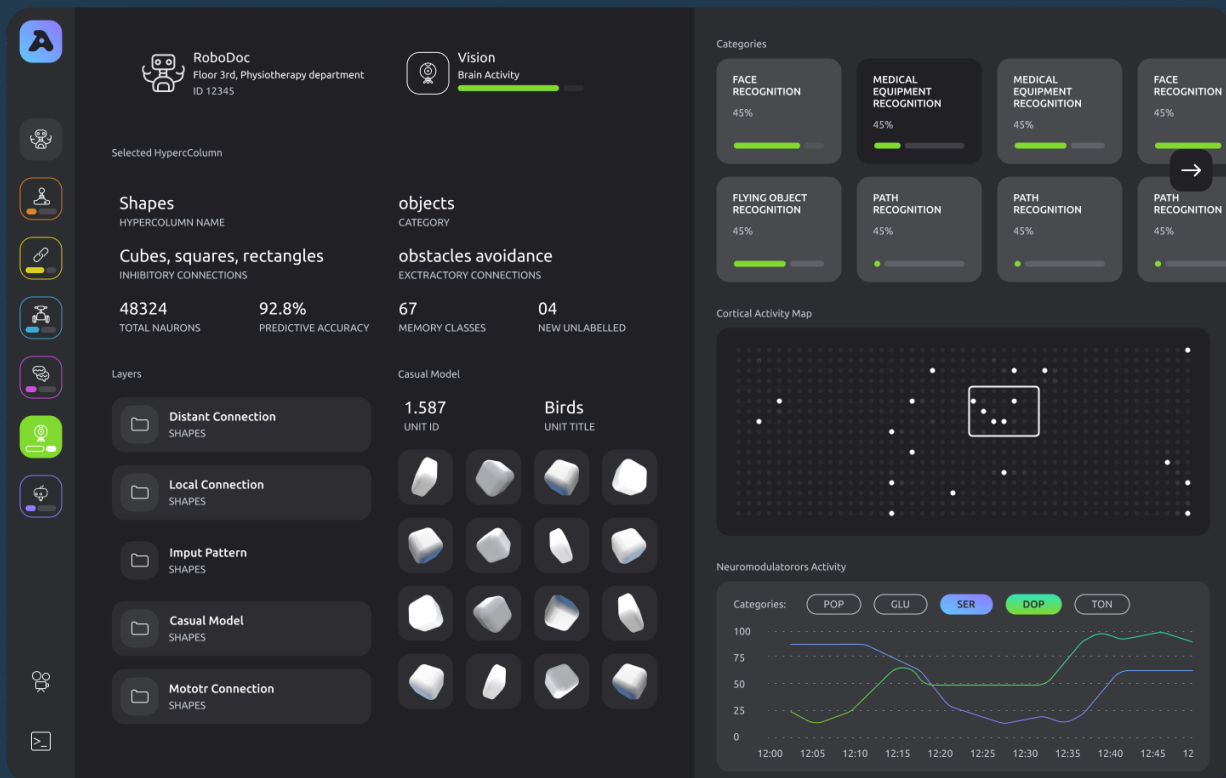 RoboDoc
Floor 3rd, Physiotherapy department
ID 12345
Vision
Brain Activity
Selected HypercColumn
Shapes
HYPERCOLUMN NAME
objects
CATEGORY
Cubes, squares, rectangles
INHIBITORY CONNECTIONS
obstacles avoidance
EXCTRACTORY CONNECTIONS
48324
TOTAL NAURONS
92.8%
PREDICTIVE ACCURACY
67
MEMORY CLASSES
04
NEW UNLABELLED
Layers
Distant Connection
SHAPES
Local Connection
SHAPES
Imput Pattern
SHAPES
Casual Model
SHAPES
Mototr Connection
SHAPES
Casual Model
1.587
UNIT ID
Birds
UNIT TITLE
Categories
FACE
RECOGNITION
45%
MEDICAL
EQUIPMENT
RECOGNITION
45%
MEDICAL
EQUIPMENT
RECOGNITION
45%
FACE
RECOGNITION
45%
FLYING OBJECT
RECOGNITION
45%
PATH
RECOGNITION
45%
PATH
RECOGNITION
45%
PATH
RECOGNITION
45%
Cortical Activity Map
Neuromodulatorors Activity
Categories: POP GLU SER DOP TON
100
75
50
25
0
12:00 12:05 12:10 12:15 12:20 12:25 12:30 12:35 12:40 12:45 12